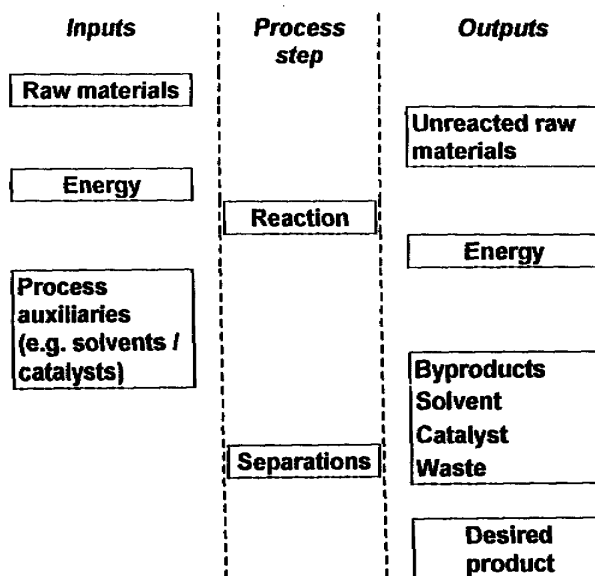 Inputs
Process
step
Outputs
Raw materials
Unreacted raw
materials
Energy
Reaction
Energy
Process
auxiliaries
(e.g. solvents /
catalysts)
Byproducts
Solvent
Catalyst
Waste
Separations
Desired
product